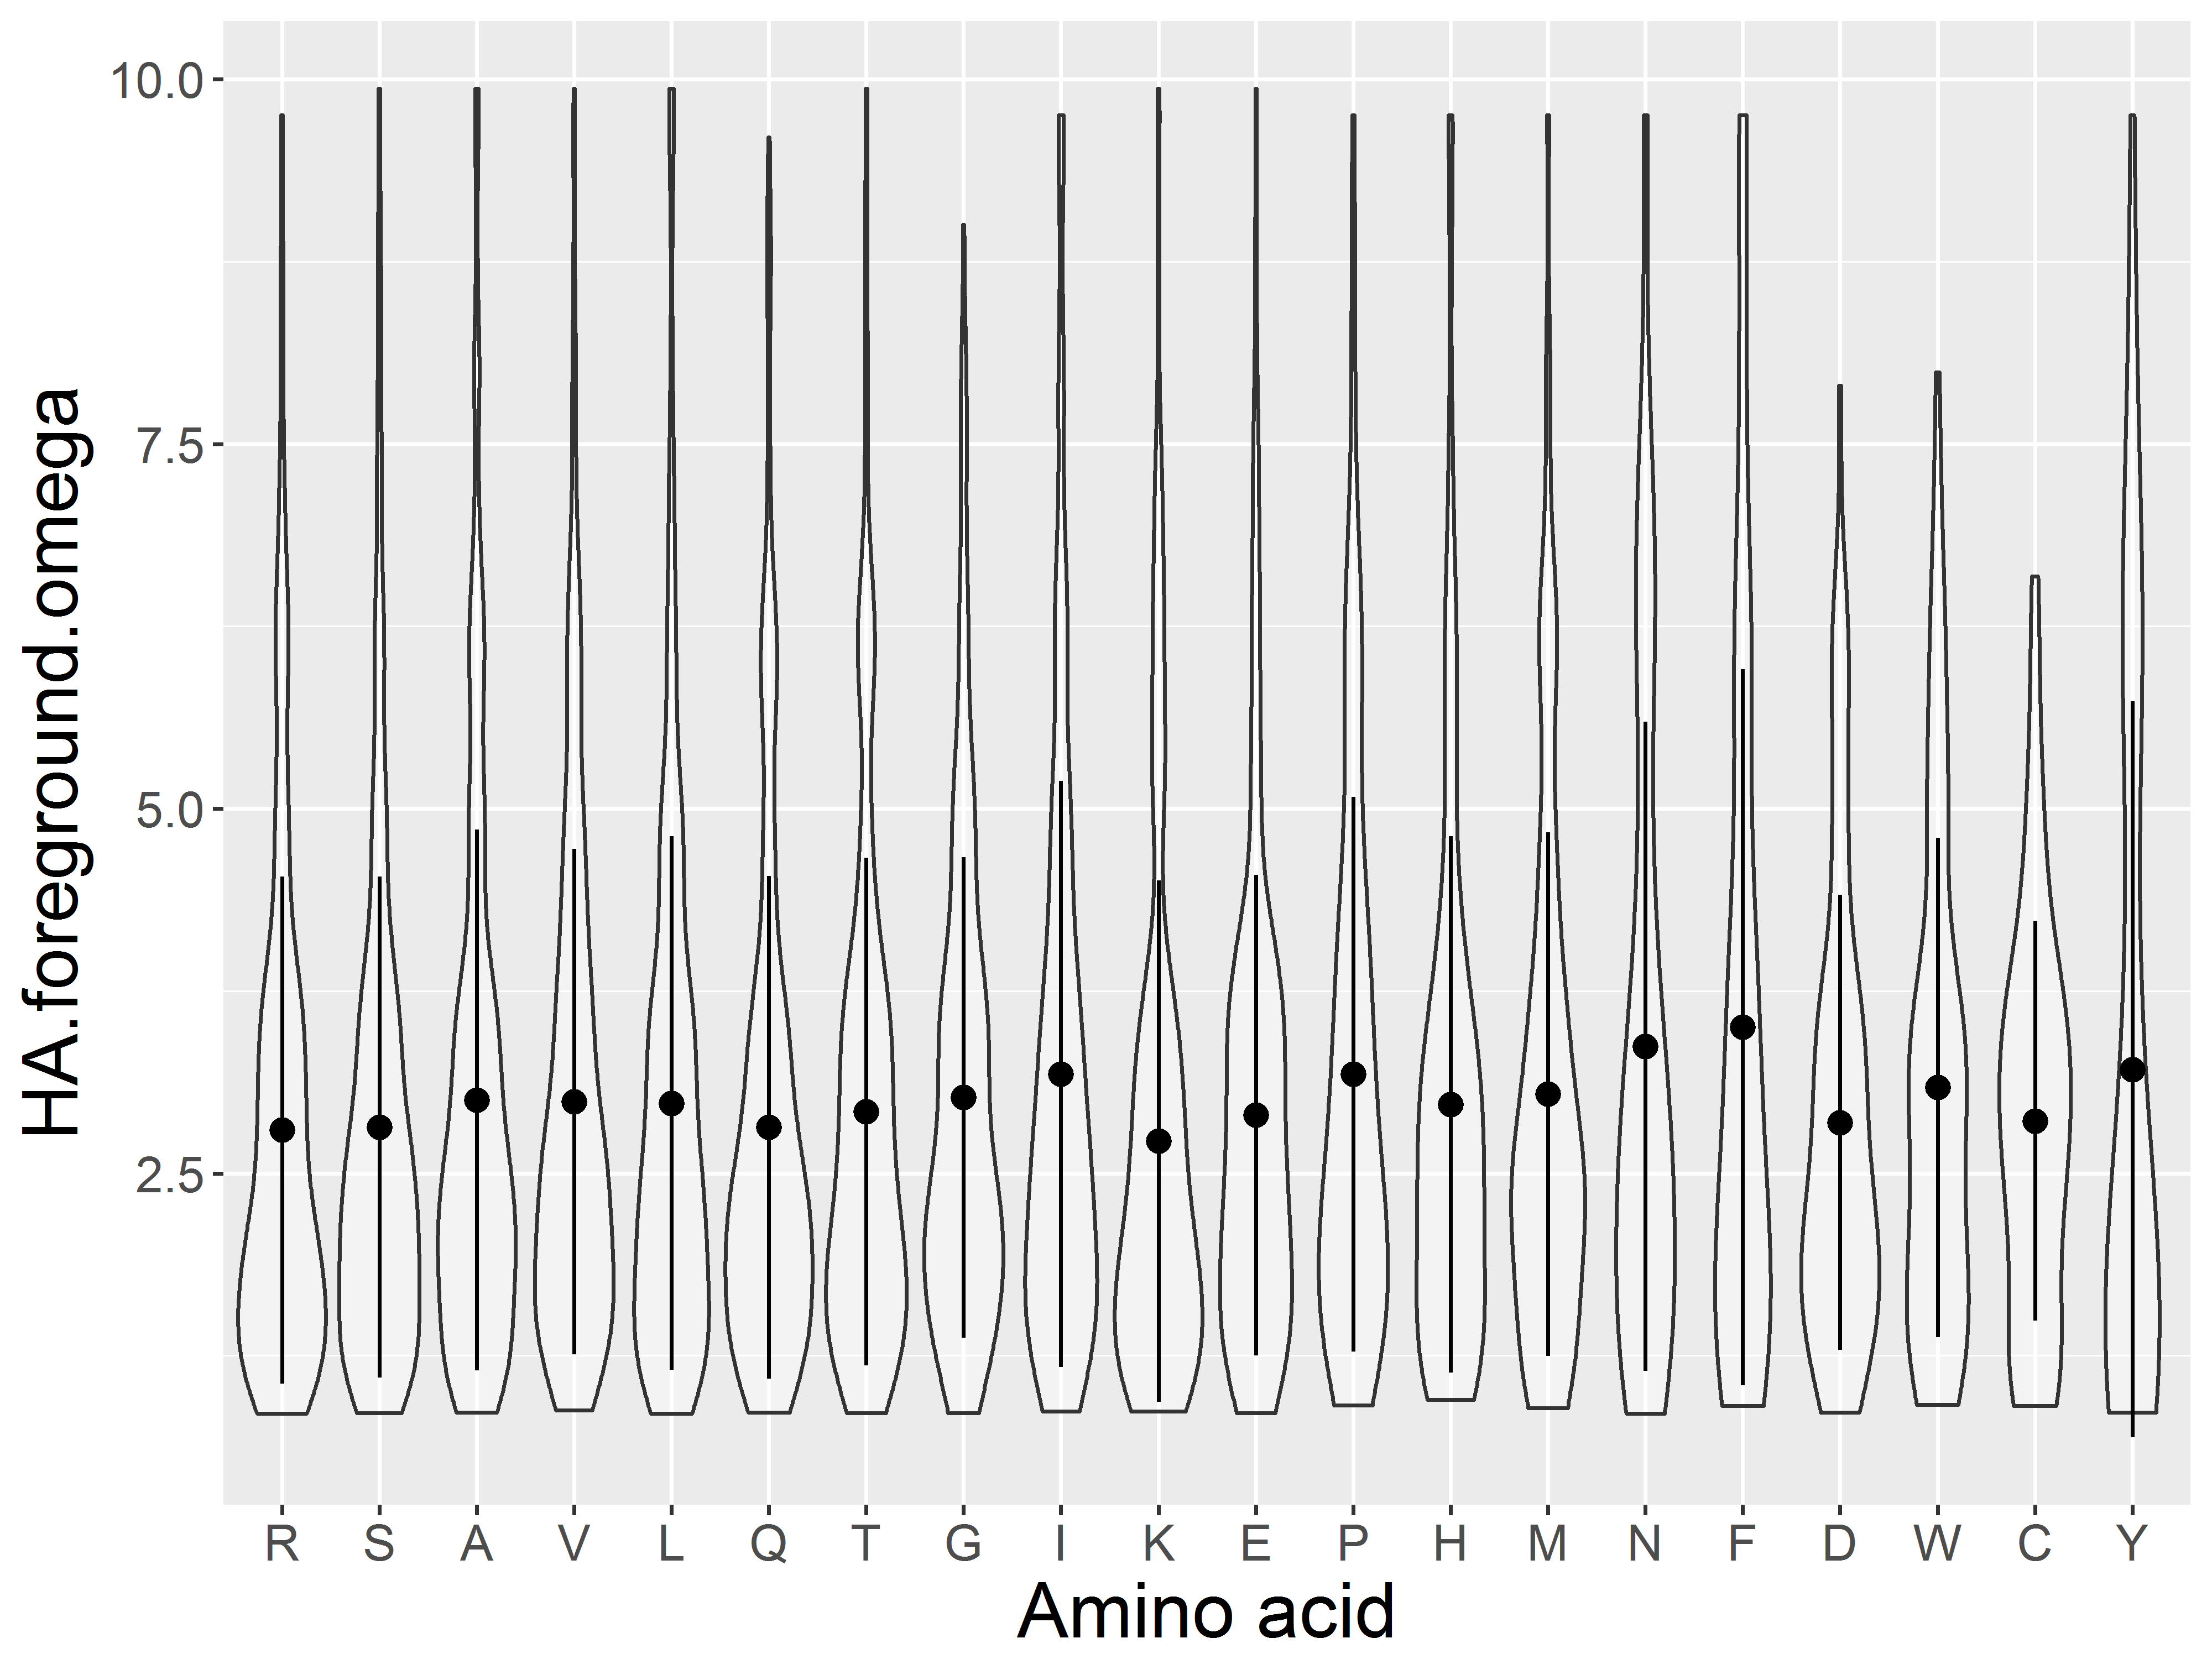 HA.foreground.omega
10.0
7.5
5.0
2.5
R S A V L Q T G I K E P H M N F D W C Y
Amino acid